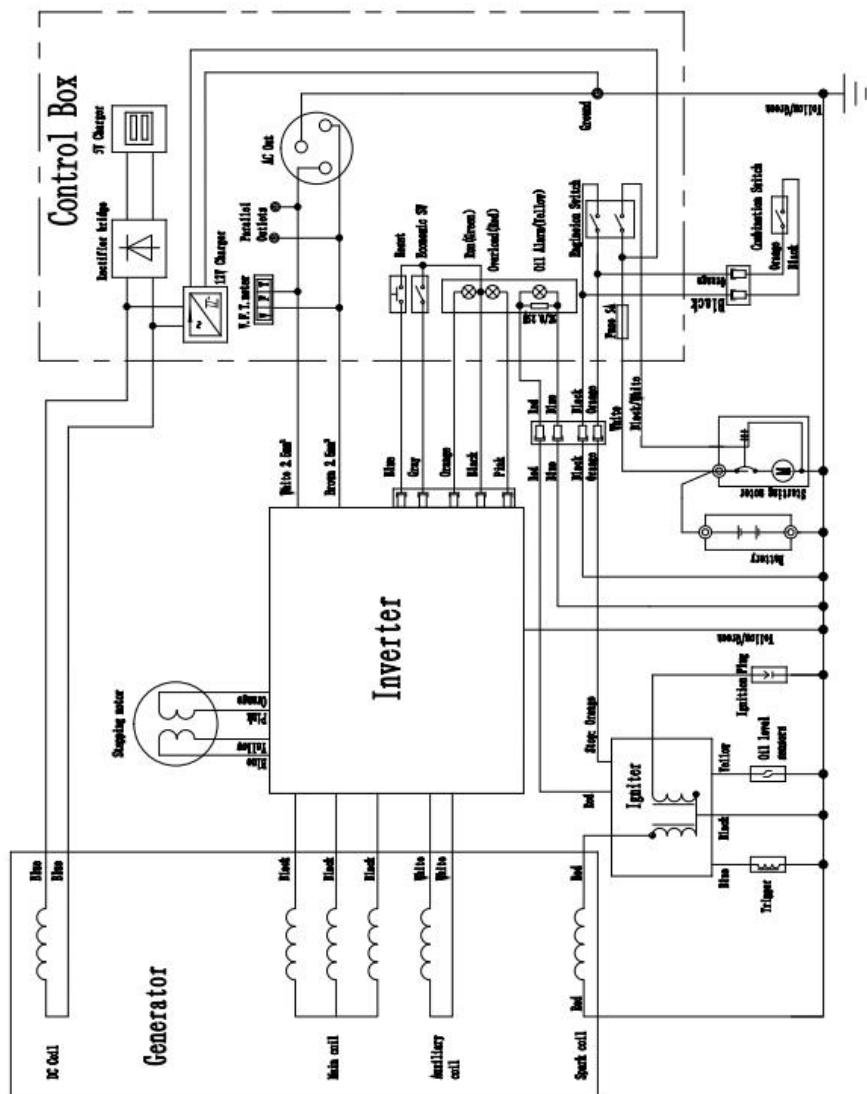 Control Box
5V Charger
Rectifier bridge
12V Charger
V.F.T.meter
V F T
Parallel
Outlets
AC Out
Ground
Yellow/Green
Reset
Economic SW
Run(Green)
Overload(Red)
Oil Alarm(Yellow)
Enginsion Switch
Fuse 5A
Combination Switch
Orange
Black
Orange
Black
White 2.5mm²
Brown 2.5mm²
Blue
Gray
Orange
Black
Pink
Red
Blue
Black
Orange
White
Black/White
Red
Blue
Black
Orange
Starting motor
M
Battery
Inverter
Stepping motor
Orange
Pink
Yellow
Blue
Yellow/Green
Stop: Orange
Red
Igniter
Ignition Plug
Yellow
Oil level
sensors
Black
Blue
Trigger
Generator
Blue
Blue
Black
Black
Black
White
White
Red
Red
DC Coil
Main coil
Auxiliary
coil
Spark coil